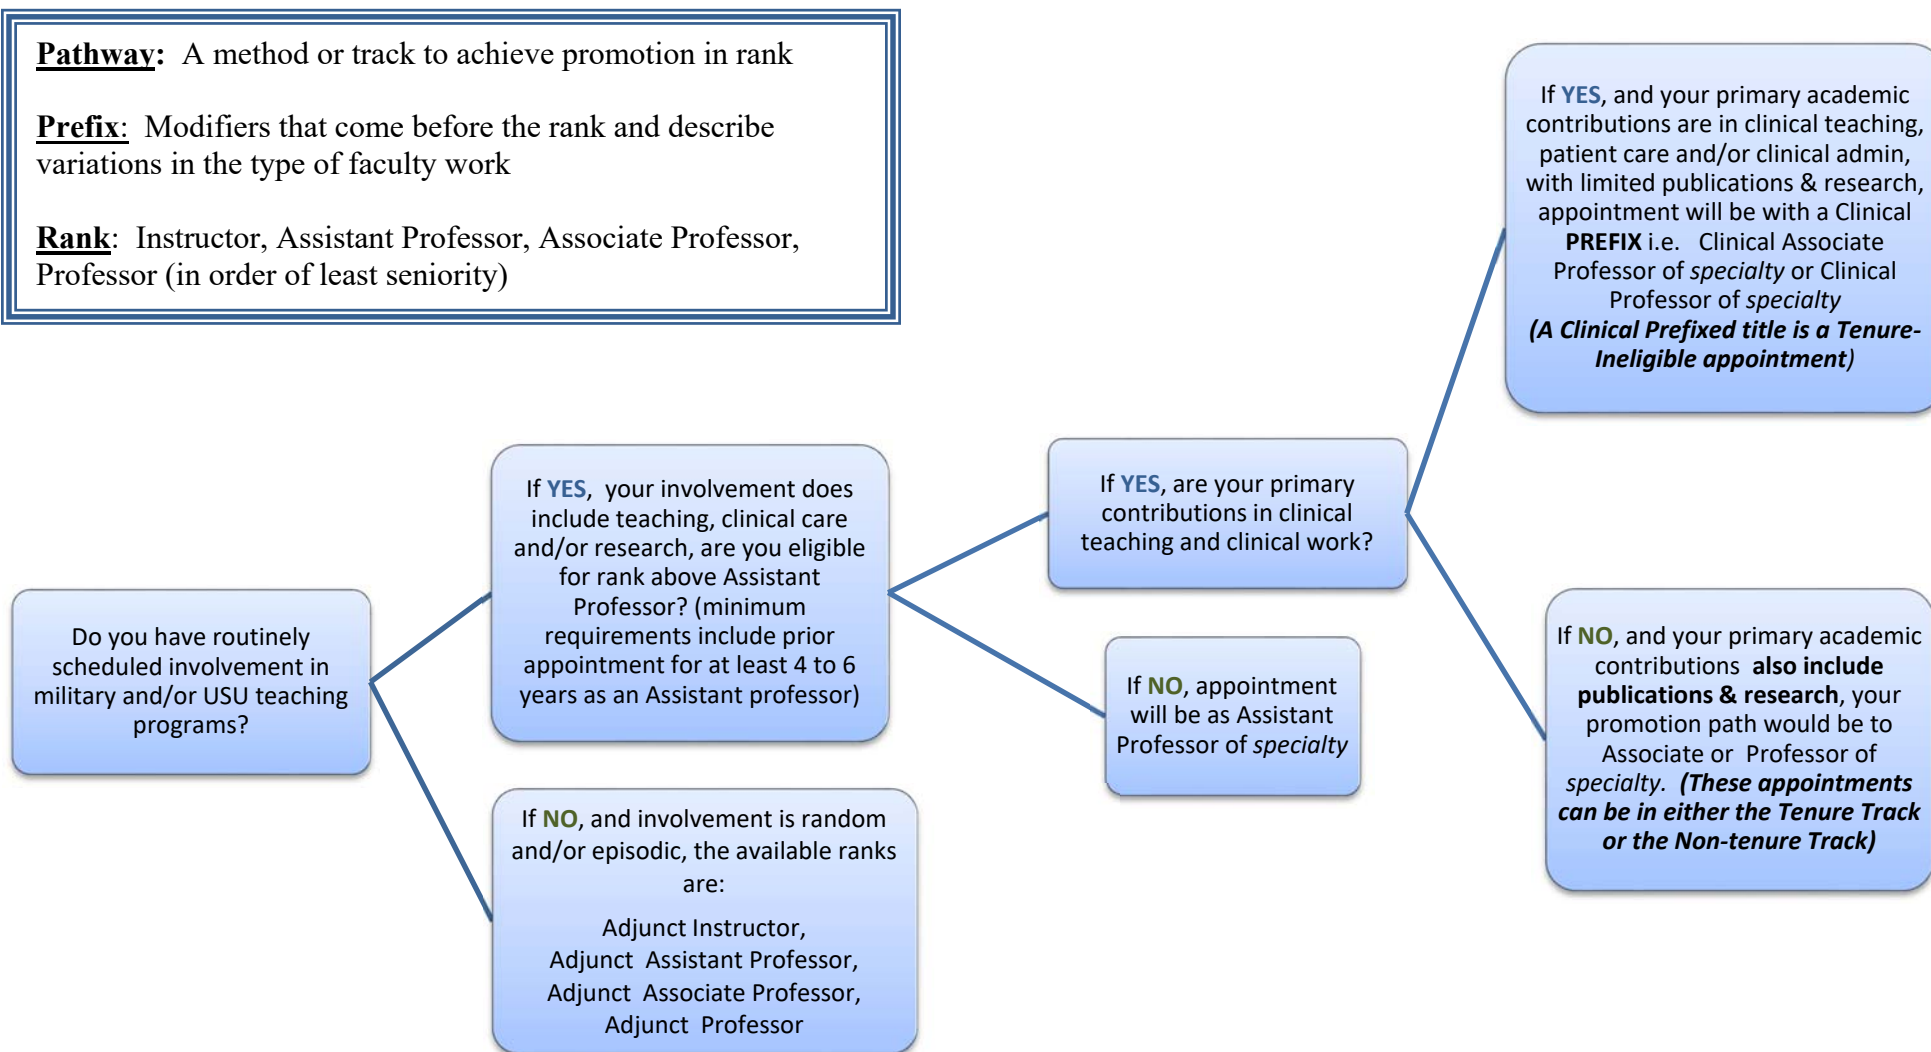 Pathway: A method or track to achieve promotion in rank
Prefix: Modifiers that come before the rank and describe
variations in the type of faculty work
Rank: Instructor, Assistant Professor, Associate Professor,
Professor (in order of least seniority)
Do you have routinely
scheduled involvement in
military and/or USU teaching
programs?
If YES, your involvement does
include teaching, clinical care
and/or research, are you eligible
for rank above Assistant
Professor? (minimum
requirements include prior
appointment for at least 4 to 6
years as an Assistant professor)
If NO, and involvement is random
and/or episodic, the available ranks
are:
Adjunct Instructor,
Adjunct Assistant Professor,
Adjunct Associate Professor,
Adjunct Professor
If YES, are your primary
contributions in clinical
teaching and clinical work?
If NO, appointment
will be as Assistant
Professor of specialty
If YES, and your primary academic
contributions are in clinical teaching,
patient care and/or clinical admin,
with limited publications & research,
appointment will be with a Clinical
PREFIX i.e. Clinical Associate
Professor of specialty or Clinical
Professor of specialty
(A Clinical Prefixed title is a Tenure-
Ineligible appointment)
If NO, and your primary academic
contributions also include
publications & research, your
promotion path would be to
Associate or Professor of
specialty. (These appointments
can be in either the Tenure Track
or the Non-tenure Track)